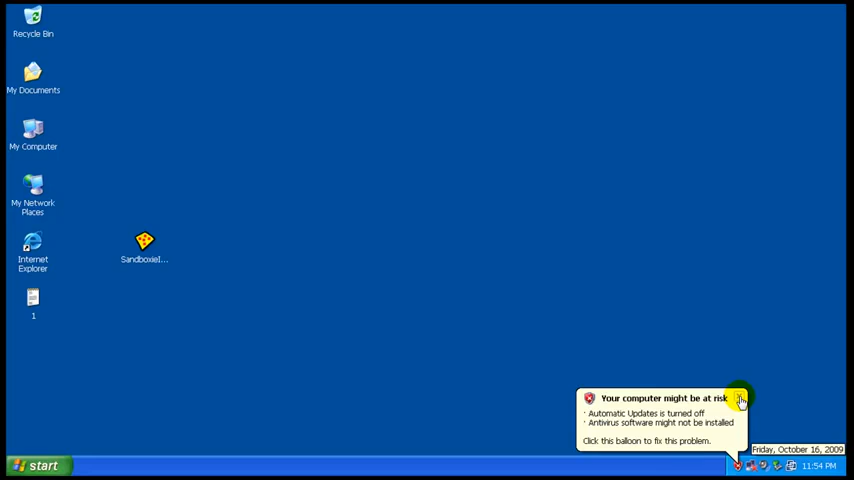 Recycle Bin
My Documents
My Computer
My Network
Places
Internet
Explorer
SandboxieI...
1
Your computer might be at risk
· Automatic Updates is turned off
· Antivirus software might not be installed
Click this balloon to fix this problem.
Friday, October 16, 2009
start
11:54 PM